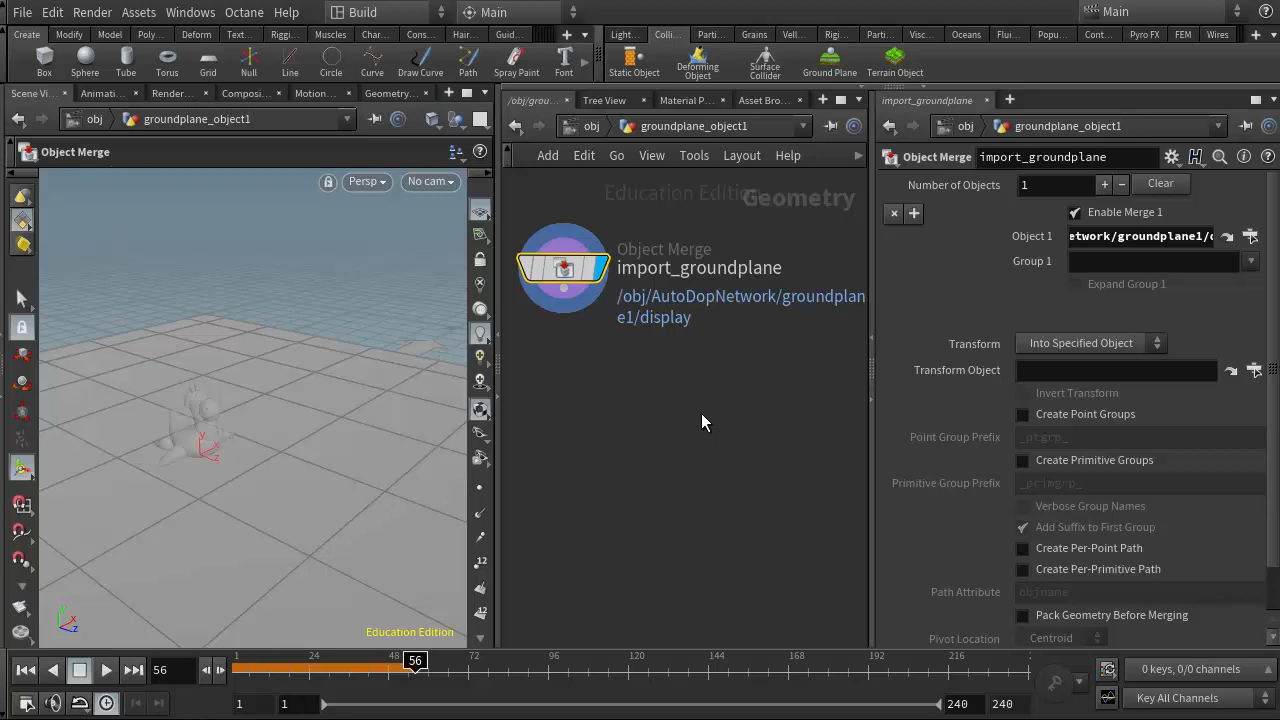 File Edit Render Assets Windows Octane Help Build Main Main
Create Modify Model Poly... Deform Text... Riggi... Muscles Char... Cons... Hair... Guid... Light... Colli... Parti... Grains Vell... Rigi... Parti... Visc... Oceans Flui... Popu... Cont... Pyro FX FEM Wires
Box Sphere Tube Torus Grid Null Line Circle Curve Draw Curve Path Spray Paint Font Static Object Deforming Object Surface Collider Ground Plane Terrain Object
Scene Vi... Animati... Render... Composi... Motion... Geometry... /obj/grou... Tree View Material P... Asset Bro... import_groundplane
obj groundplane_object1 obj groundplane_object1 obj groundplane_object1
Object Merge Add Edit Go View Tools Layout Help Object Merge import_groundplane
Persp No cam
Education Edition
Geometry
Object Merge
import_groundplane
/obj/AutoDopNetwork/groundplan
e1/display
Number of Objects 1 Clear
Enable Merge 1
Object 1 etwork/groundplane1/
Group 1
Expand Group 1
Transform Into Specified Object
Transform Object
Invert Transform
Create Point Groups
Point Group Prefix _ptgrp_
Create Primitive Groups
Primitive Group Prefix _primgrp_
Verbose Group Names
Add Suffix to First Group
Create Per-Point Path
Create Per-Primitive Path
Path Attribute objname
Pack Geometry Before Merging
Pivot Location Centroid
12
12
y x z
y x z
Education Edition
56 1 24 48 56 72 96 120 144 168 192 216 0 keys, 0/0 channels
1 1 240 240 Key All Channels